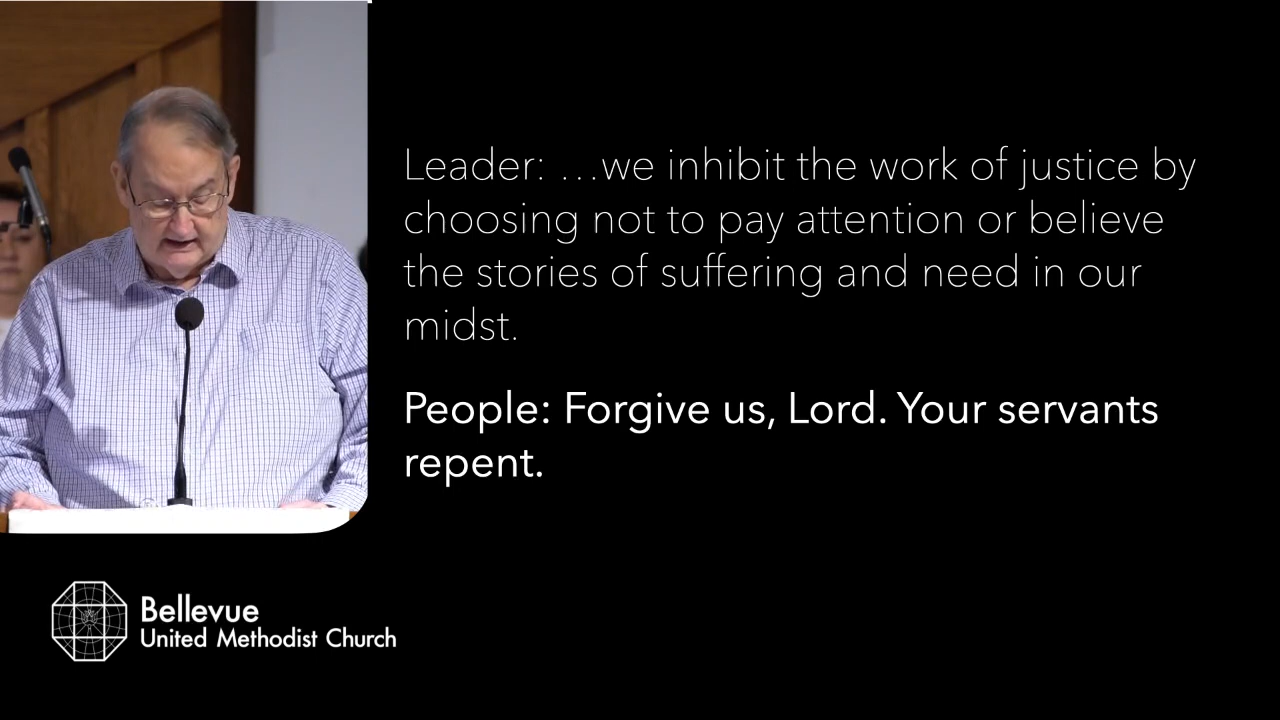 Leader: …we inhibit the work of justice by
choosing not to pay attention or believe
the stories of suffering and need in our
midst.
People: Forgive us, Lord. Your servants
repent.
Bellevue
United Methodist Church